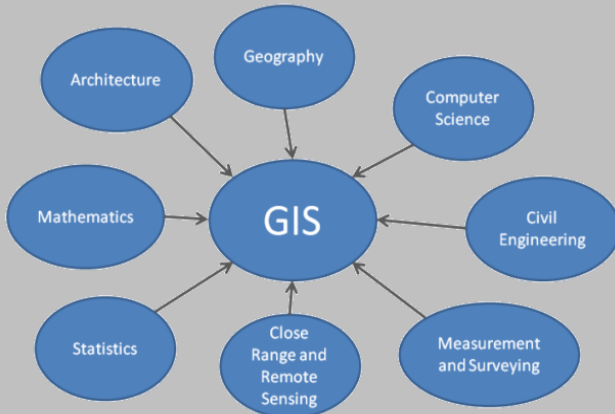 Geography
Architecture
Computer
Science
Mathematics
GIS
Civil
Engineering
Statistics
Close
Range and
Remote
Sensing
Measurement
and Surveying